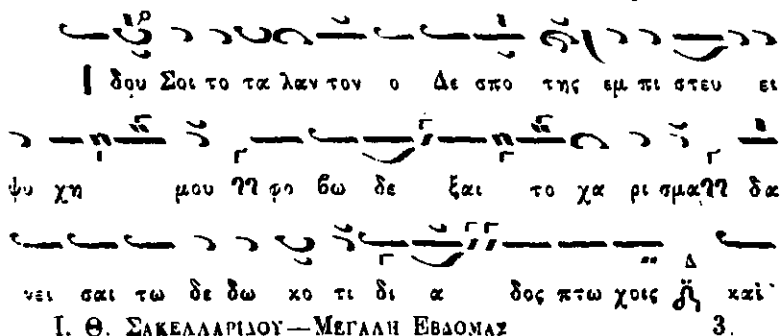 Ι δου Σοι το τα λαν τον ο Δε σπο της εμ πι στευ ει
ψυ χη μου φο βω δε ξαι το χα ρι σμα δα
νει σαι τω δε δω κο τι δι α δος πτω χοις Δ και
Ι. Θ. ΣΑΚΕΛΛΑΡΙΔΟΥ—ΜΕΓΑΛΗ ΕΒΔΟΜΑΣ 3.